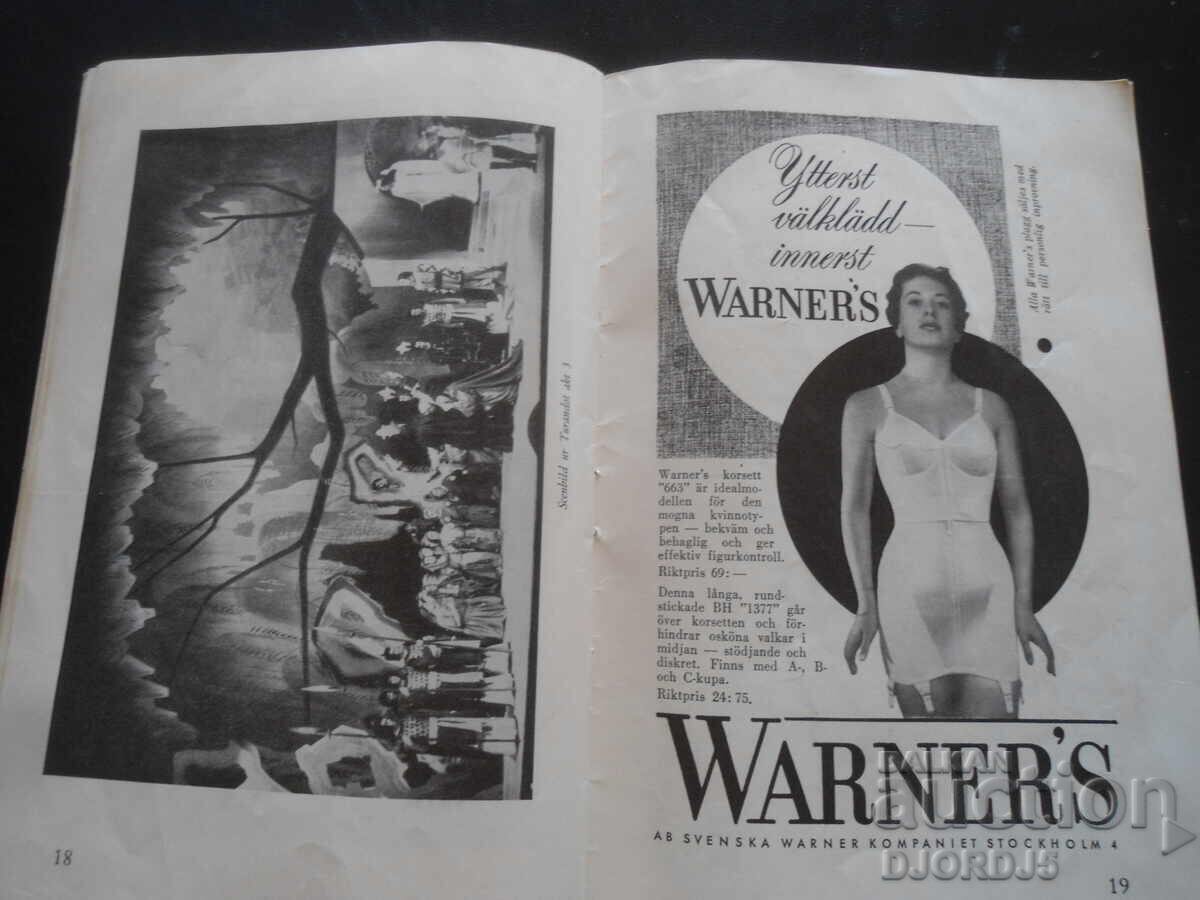 Scenbild ur Turandot akt 3
18
Ytterst
välklädd —
innerst
WARNER'S
Alla Warner's plagg säljes med
rätt till personlig inprovning.
Warner's korsett
"663" är idealmo-
dellen för den
mogna kvinnoty-
pen — bekväm och
behaglig och ger
effektiv figurkontroll.
Riktpris 69: —
Denna långa, rund-
stickade BH "1377" går
över korsetten och för-
hindrar osköna valkar i
midjan — stödjande och
diskret. Finns med A-, B-
och C-kupa.
Riktpris 24: 75.
WARNER'S
AB SVENSKA WARNER KOMPANIET STOCKHOLM 4
19
BALKAN
auction
DJORDJ5